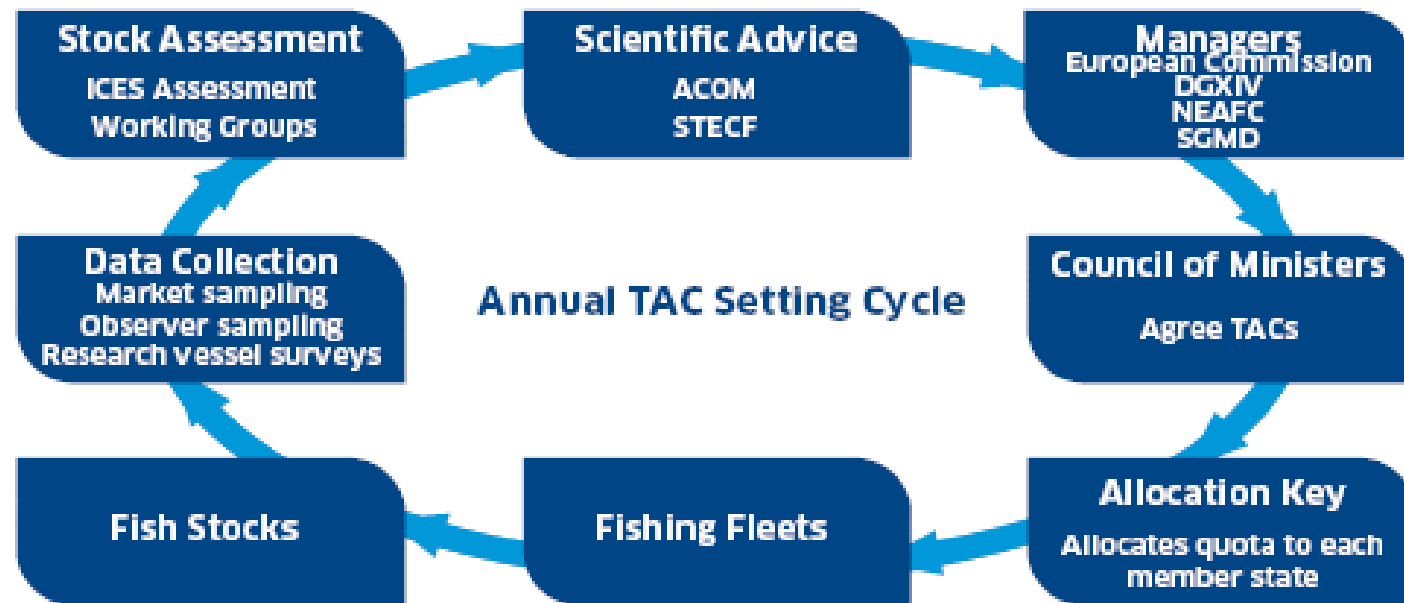 Stock Assessment
ICES Assessment
Working Groups
Scientific Advice
ACOM
STECF
Managers
European Commission
DGXIV
NEAFC
SGMD
Data Collection
Market sampling
Observer sampling
Research vessel surveys
Annual TAC Setting Cycle
Council of Ministers
Agree TACs
Fish Stocks
Fishing Fleets
Allocation Key
Allocates quota to each
member state